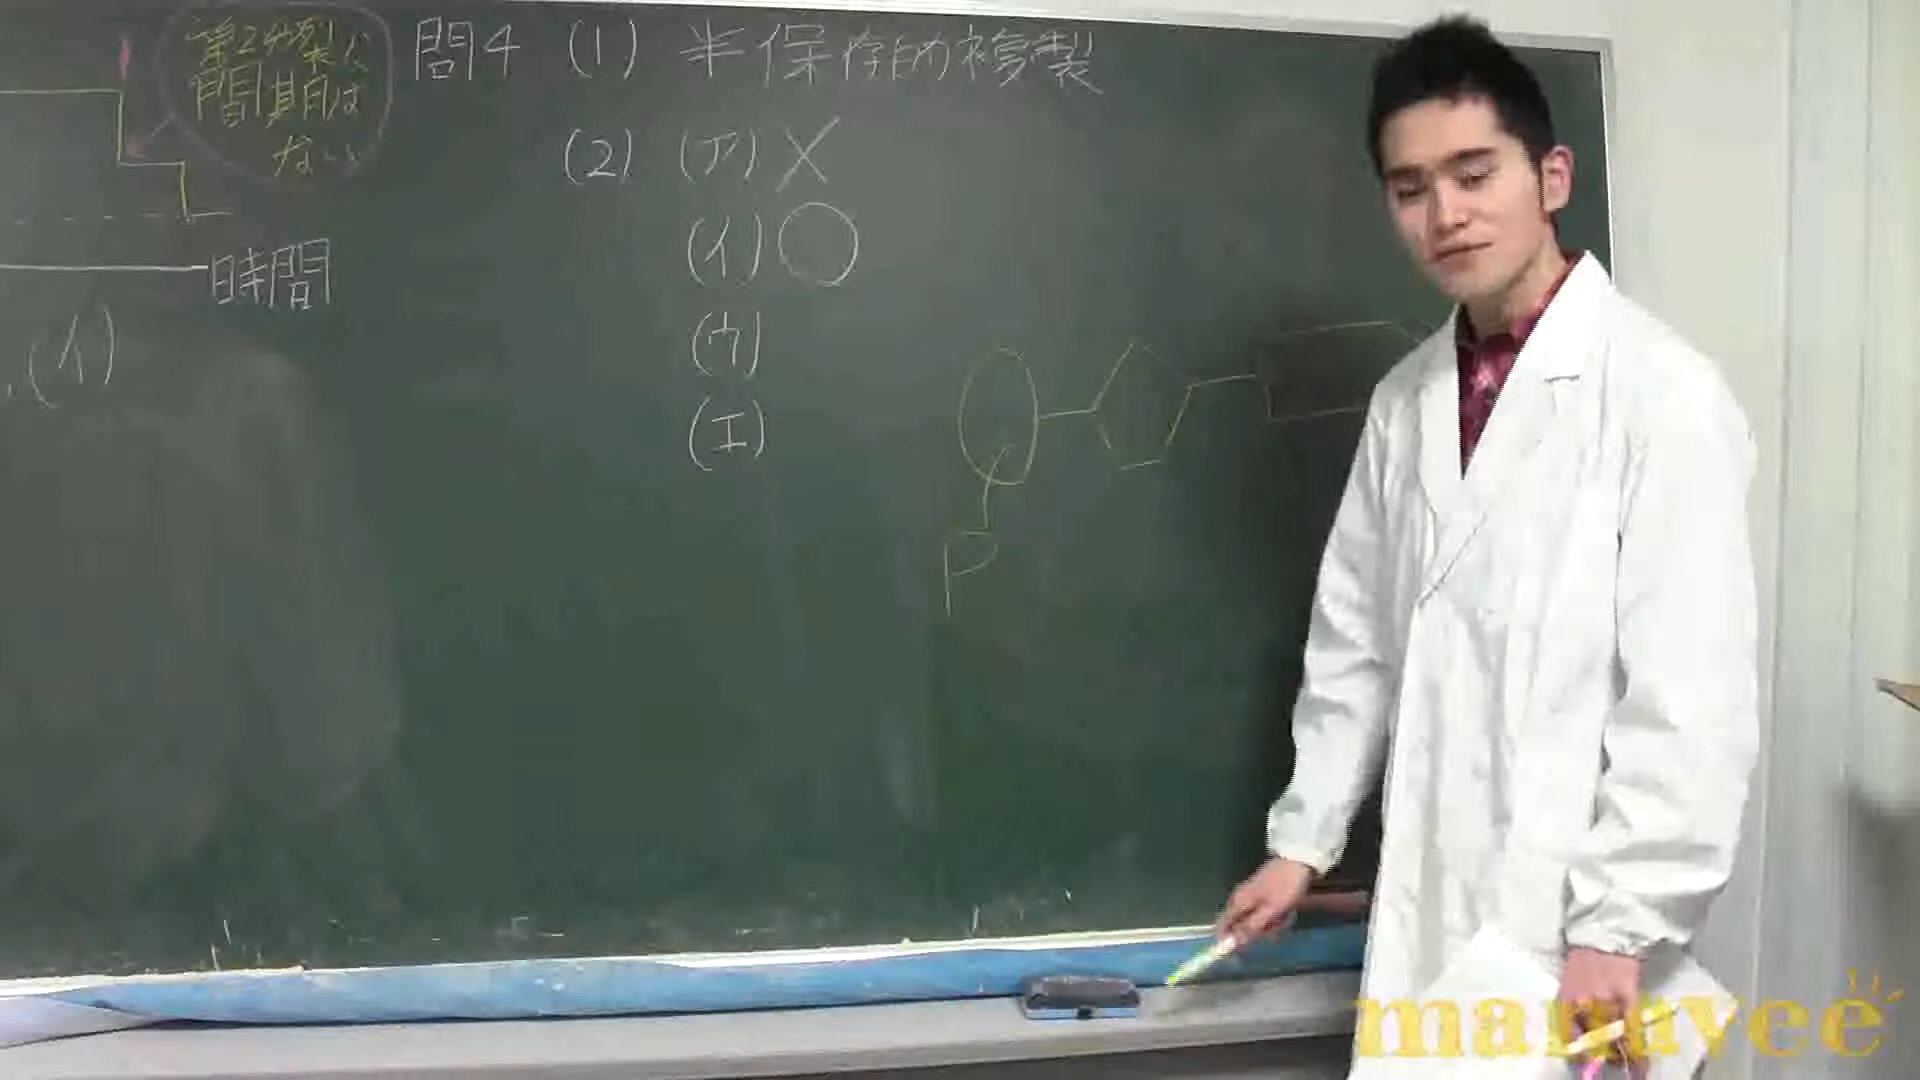 第2分裂に
間期は
ない
時間
(イ)
問4 (1) 半保存的複製
(2) (ア) ×
(イ) ○
(ウ)
(エ)
P
manavee